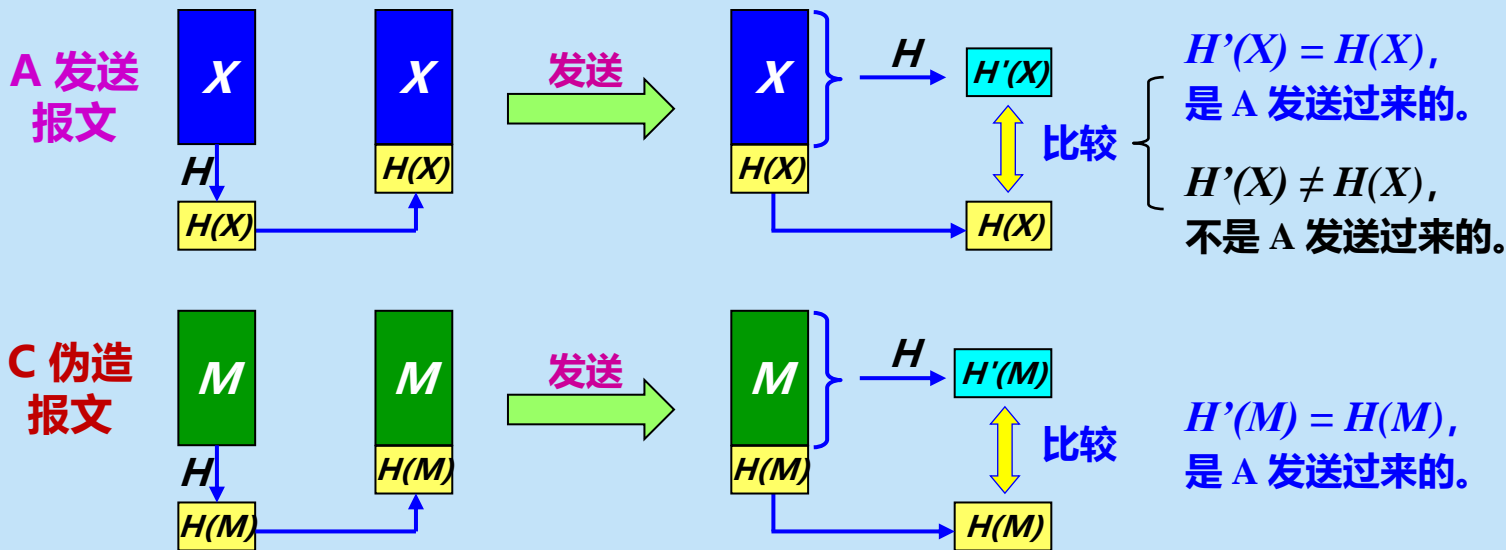 A 发送
报文
X
H
H(X)
X
H(X)
发送
X
H(X)
H
H'(X)
比较
H(X)
H’(X) = H(X),
是 A 发送过来的。
H’(X) ≠ H(X),
不是 A 发送过来的。
C 伪造
报文
M
H
H(M)
M
H(M)
发送
M
H(M)
H
H'(M)
比较
H(M)
H’(M) = H(M),
是 A 发送过来的。